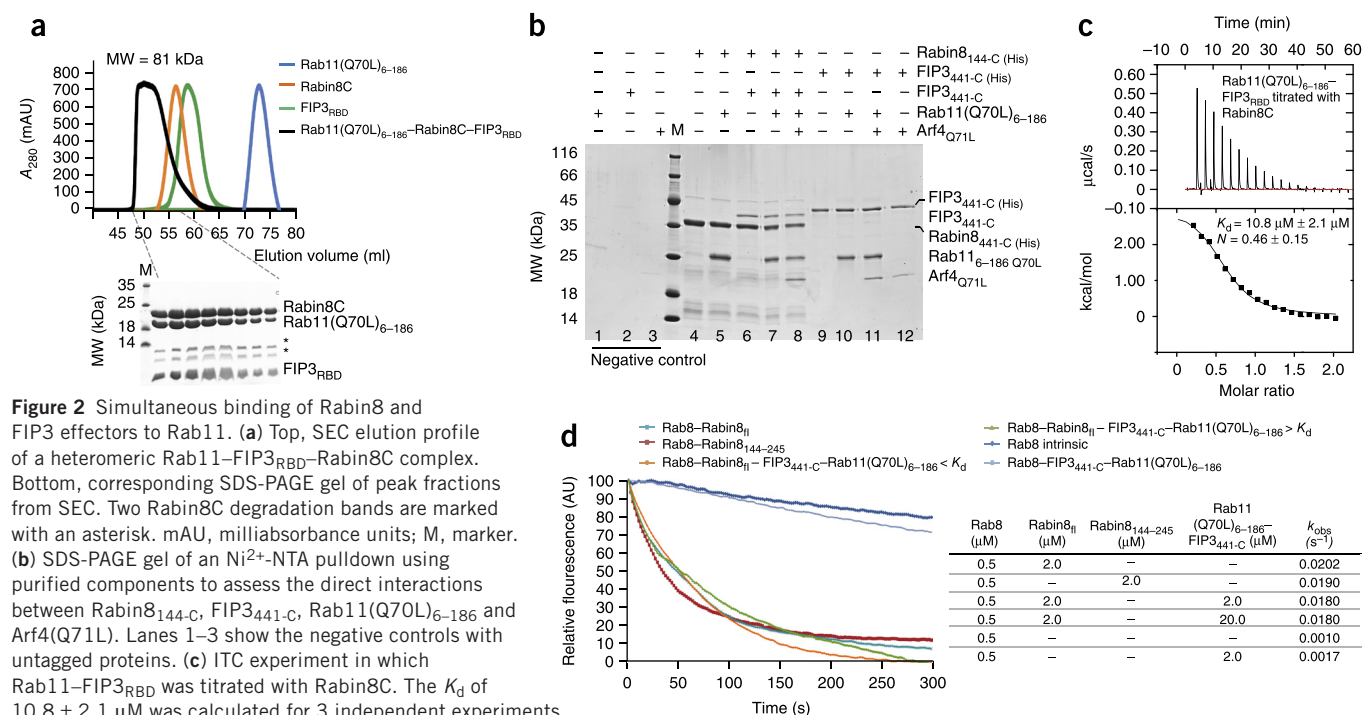 a
MW = 81 kDa
800
700
600
500
400
300
200
100
0
A280 (mAU)
45 50 55 60 65 70 75 80
Elution volume (ml)
Rab11(Q70L)6–186
Rabin8C
FIP3RBD
Rab11(Q70L)6–186–Rabin8C–FIP3RBD
M
35
25
18
14
MW (kDa)
Rabin8C
Rab11(Q70L)6–186
*
*
FIP3RBD
b
– – – + + + + + – – – – Rabin8144-C (His)
– – – – – – – – + + + + FIP3441-C (His)
– + – – – + + + – – – – FIP3441-C
+ – – – + – + + – + + – Rab11(Q70L)6–186
– – + M – – – – + – – + + Arf4Q71L
116
66
45
35
25
18
14
MW (kDa)
FIP3441-C (His)
FIP3441-C
Rabin8441-C (His)
Rab116–186 Q70L
Arf4Q71L
1 2 3 4 5 6 7 8 9 10 11 12
Negative control
c
Time (min)
–10 0 10 20 30 40 50 60
0.60
0.40
0.20
0
–0.10
μcal/s
Rab11(Q70L)6–186–
FIP3RBD titrated with
Rabin8C
Kd = 10.8 μM ± 2.1 μM
N = 0.46 ± 0.15
2.0
1.0
0
kcal/mol
0 0.5 1.0 1.5 2.0
Molar ratio
Figure 2 Simultaneous binding of Rabin8 and
FIP3 effectors to Rab11. (a) Top, SEC elution profile
of a heteromeric Rab11–FIP3RBD–Rabin8C complex.
Bottom, corresponding SDS-PAGE gel of peak fractions
from SEC. Two Rabin8C degradation bands are marked
with an asterisk. mAU, milliabsorbance units; M, marker.
(b) SDS-PAGE gel of an Ni2+-NTA pulldown using
purified components to assess the direct interactions
between Rabin8144-C, FIP3441-C, Rab11(Q70L)6–186 and
Arf4(Q71L). Lanes 1–3 show the negative controls with
untagged proteins. (c) ITC experiment in which
Rab11–FIP3RBD was titrated with Rabin8C. The Kd of
10.8 ± 2.1 μM was calculated for 3 independent experiments
d
Rab8–Rabin8fl
Rab8–Rabin8144–245
Rab8–Rabin8fl– FIP3441-C–Rab11(Q70L)6–186 < Kd
Rab8–Rabin8fl– FIP3441-C–Rab11(Q70L)6–186 > Kd
Rab8 intrinsic
Rab8–FIP3441-C–Rab11(Q70L)6–186
100
90
80
70
60
50
40
30
20
10
0
Relative flourescence (AU)
0 50 100 150 200 250 300
Time (s)
Rab8 (μM) Rabin8fl (μM) Rabin8144–245 (μM) Rab11 (Q70L)6–186– FIP3441-C (μM) kobs (s–1)
0.5 2.0 – – 0.0202
0.5 – 2.0 – 0.0190
0.5 2.0 – 2.0 0.0180
0.5 2.0 – 20.0 0.0180
0.5 – – – 0.0010
0.5 – – 2.0 0.0017